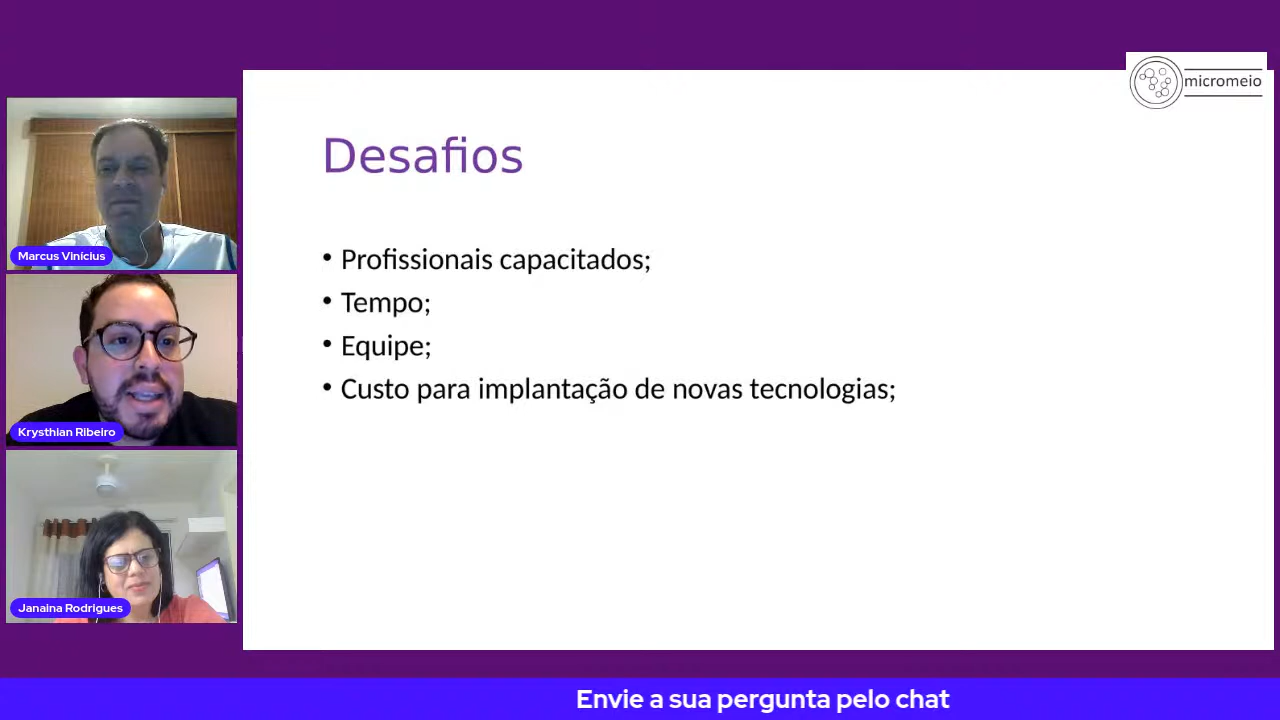 micromeio
Desafios
• Profissionais capacitados;
• Tempo;
• Equipe;
• Custo para implantação de novas tecnologias;
Marcus Vinícius
Krysthian Ribeiro
Janaina Rodrigues
Envie a sua pergunta pelo chat